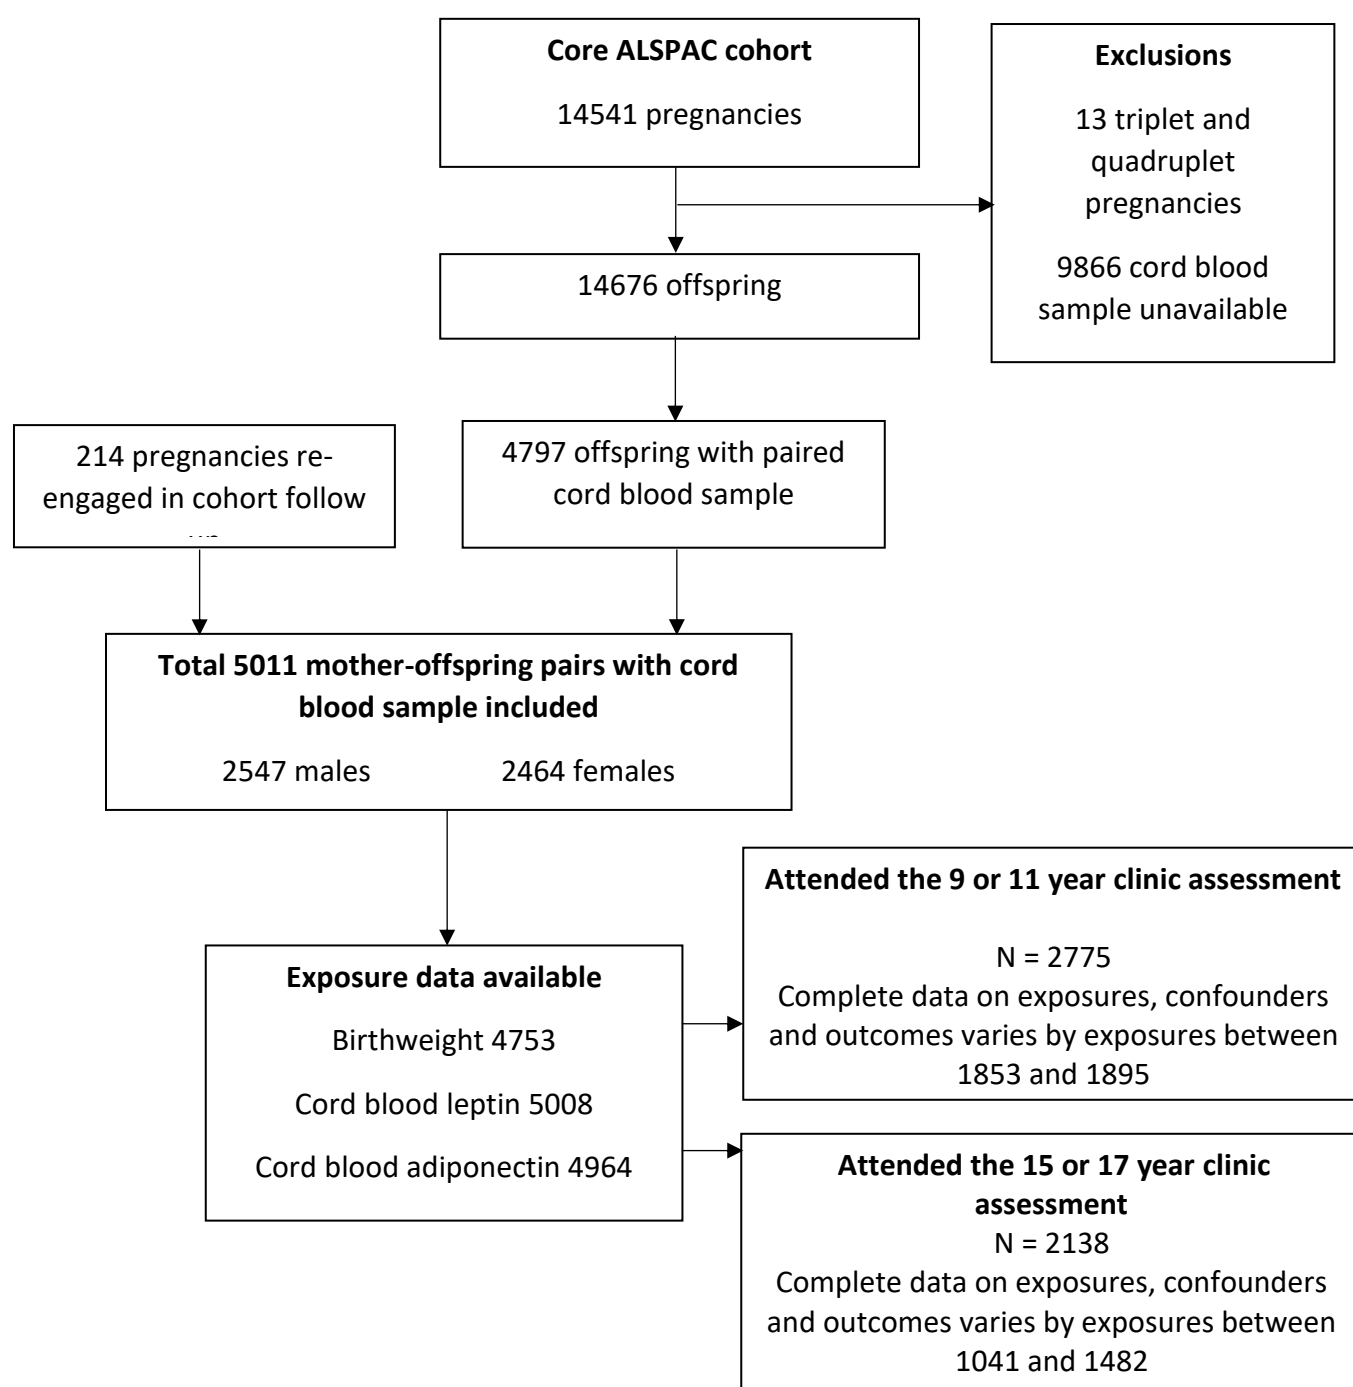 Core ALSPAC cohort
14541 pregnancies
Exclusions
13 triplet and
quadruplet
pregnancies
9866 cord blood
sample unavailable
14676 offspring
214 pregnancies re-
engaged in cohort follow
4797 offspring with paired
cord blood sample
Total 5011 mother-offspring pairs with cord
blood sample included
2547 males 2464 females
Exposure data available
Birthweight 4753
Cord blood leptin 5008
Cord blood adiponectin 4964
Attended the 9 or 11 year clinic assessment
N = 2775
Complete data on exposures, confounders
and outcomes varies by exposures between
1853 and 1895
Attended the 15 or 17 year clinic
assessment
N = 2138
Complete data on exposures, confounders
and outcomes varies by exposures between
1041 and 1482